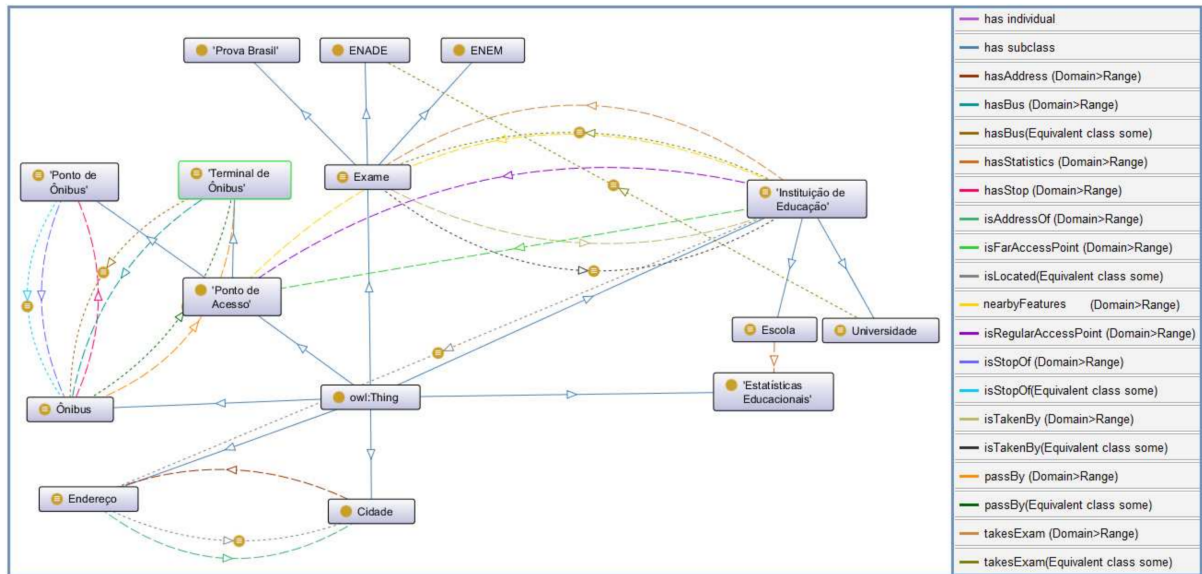 'Prova Brasil'
ENADE
ENEM
'Ponto de
Ônibus'
'Terminal de
Ônibus'
Exame
'Instituição de
Educação'
'Ponto de
Acesso'
Escola
Universidade
'Estatísticas
Educacionais'
owl:Thing
Ônibus
Endereço
Cidade
has individual
has subclass
hasAddress (Domain>Range)
hasBus (Domain>Range)
hasBus(Equivalent class some)
hasStatistics (Domain>Range)
hasStop (Domain>Range)
isAddressOf (Domain>Range)
isFarAccessPoint (Domain>Range)
isLocated(Equivalent class some)
nearbyFeatures (Domain>Range)
isRegularAccessPoint (Domain>Range)
isStopOf (Domain>Range)
isStopOf(Equivalent class some)
isTakenBy (Domain>Range)
isTakenBy(Equivalent class some)
passBy (Domain>Range)
passBy(Equivalent class some)
takesExam (Domain>Range)
takesExam(Equivalent class some)